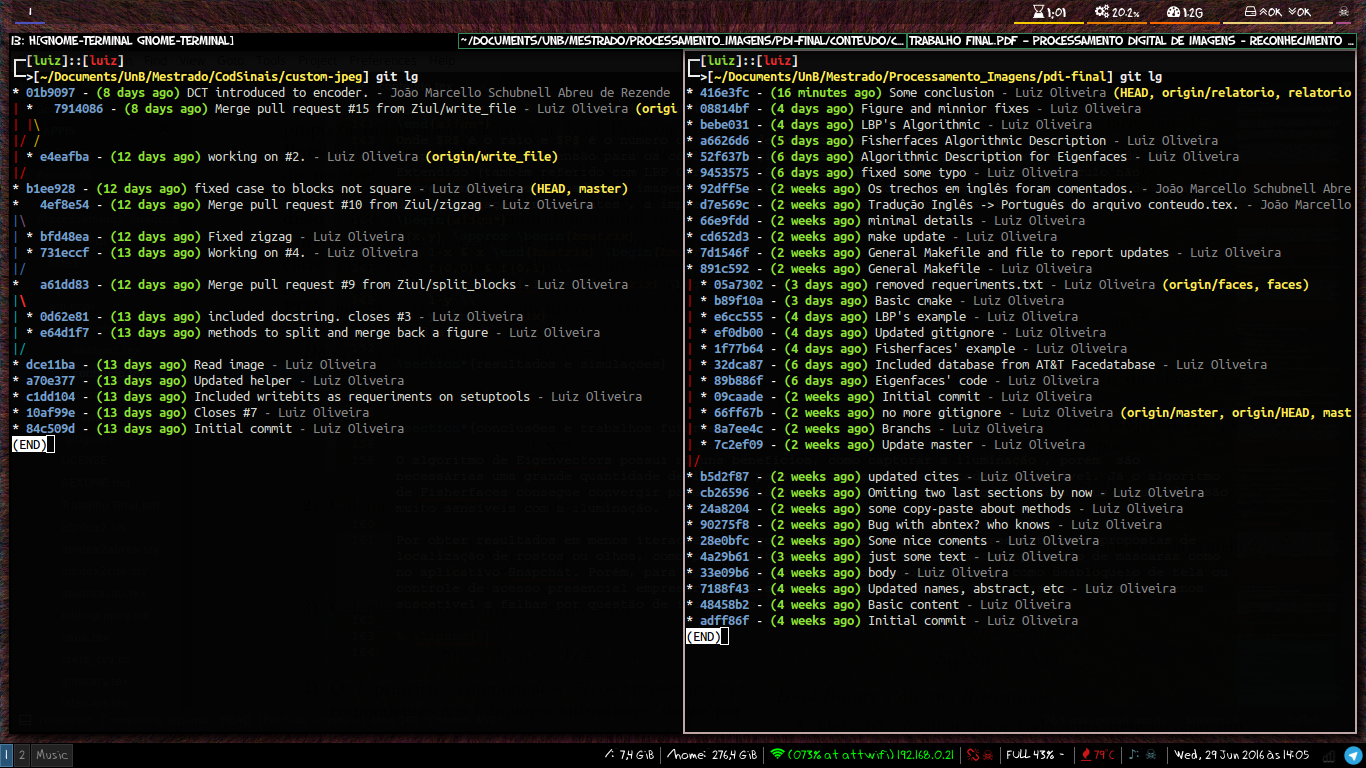 1
1:01 20.2% 1.2G 0K 0K
B: H[GNOME-TERMINAL GNOME-TERMINAL]
~/DOCUMENTS/UNB/MESTRADO/PROCESSAMENTO_IMAGENS/PDI-FINAL/CONTEUDO/C...
TRABALHO FINAL.PDF - PROCESSAMENTO DIGITAL DE IMAGENS - RECONHECIMENTO ...
[luiz]::[luiz]
>[~/Documents/UnB/Mestrado/CodSinais/custom-jpeg] git lg
* 01b9097 - (8 days ago) DCT introduced to encoder. - João Marcello Schubnell Abreu de Rezende
| * 7914086 - (8 days ago) Merge pull request #15 from Ziul/write_file - Luiz Oliveira (origi
| |\
|/ /
| * e4eafba - (12 days ago) working on #2. - Luiz Oliveira (origin/write_file)
|/
* b1ee928 - (12 days ago) fixed case to blocks not square - Luiz Oliveira (HEAD, master)
* 4ef8e54 - (12 days ago) Merge pull request #10 from Ziul/zigzag - Luiz Oliveira
|\
| * bfd48ea - (12 days ago) Fixed zigzag - Luiz Oliveira
| * 731eccf - (13 days ago) Working on #4. - Luiz Oliveira
|/
* a61dd83 - (12 days ago) Merge pull request #9 from Ziul/split_blocks - Luiz Oliveira
|\
| * 0d62e81 - (13 days ago) included docstring. closes #3 - Luiz Oliveira
| * e64d1f7 - (13 days ago) methods to split and merge back a figure - Luiz Oliveira
|/
* dce11ba - (13 days ago) Read image - Luiz Oliveira
* a70e377 - (13 days ago) Updated helper - Luiz Oliveira
* c1dd104 - (13 days ago) Included writebits as requeriments on setuptools - Luiz Oliveira
* 10af99e - (13 days ago) Closes #7 - Luiz Oliveira
* 84c509d - (13 days ago) Initial commit - Luiz Oliveira
(END)
[luiz]::[luiz]
>[~/Documents/UnB/Mestrado/Processamento_Imagens/pdi-final] git lg
* 416e3fc - (16 minutes ago) Some conclusion - Luiz Oliveira (HEAD, origin/relatorio, relatorio
* 08814bf - (4 days ago) Figure and minnior fixes - Luiz Oliveira
* bebe031 - (4 days ago) LBP's Algorithmic - Luiz Oliveira
* a6626d6 - (5 days ago) Fisherfaces Algorithmic Description - Luiz Oliveira
* 52f637b - (6 days ago) Algorithmic Description for Eigenfaces - Luiz Oliveira
* 9453575 - (6 days ago) fixed some typo - Luiz Oliveira
* 92dff5e - (2 weeks ago) Os trechos em inglês foram comentados. - João Marcello Schubnell Abre
* d7e569c - (2 weeks ago) Tradução Inglês -> Português do arquivo conteudo.tex. - João Marcello
* 66e9fdd - (2 weeks ago) minimal details - Luiz Oliveira
* cd652d3 - (2 weeks ago) make update - Luiz Oliveira
* 7d1546f - (2 weeks ago) General Makefile and file to report updates - Luiz Oliveira
* 891c592 - (2 weeks ago) General Makefile - Luiz Oliveira
| * 05a7302 - (3 days ago) removed requeriments.txt - Luiz Oliveira (origin/faces, faces)
| * b89f10a - (3 days ago) Basic cmake - Luiz Oliveira
| * e6cc555 - (4 days ago) LBP's example - Luiz Oliveira
| * ef0db00 - (4 days ago) Updated gitignore - Luiz Oliveira
| * 1f77b64 - (4 days ago) Fisherfaces' example - Luiz Oliveira
| * 32dca87 - (6 days ago) Included database from AT&T Facedatabase - Luiz Oliveira
| * 89b886f - (6 days ago) Eigenfaces' code - Luiz Oliveira
| * 09caade - (2 weeks ago) Initial commit - Luiz Oliveira
| * 66ff67b - (2 weeks ago) no more gitignore - Luiz Oliveira (origin/master, origin/HEAD, mast
| * 8a7ee4c - (2 weeks ago) Branchs - Luiz Oliveira
| * 7c2ef09 - (2 weeks ago) Update master - Luiz Oliveira
|/
* b5d2f87 - (2 weeks ago) updated cites - Luiz Oliveira
* cb26596 - (2 weeks ago) Omiting two last sections by now - Luiz Oliveira
* 24a8204 - (2 weeks ago) some copy-paste about methods - Luiz Oliveira
* 90275f8 - (2 weeks ago) Bug with abntex? who knows - Luiz Oliveira
* 28e0bfc - (2 weeks ago) Some nice coments - Luiz Oliveira
* 4a29b61 - (3 weeks ago) just some text - Luiz Oliveira
* 33e09b6 - (4 weeks ago) body - Luiz Oliveira
* 7188f43 - (4 weeks ago) Updated names, abstract, etc - Luiz Oliveira
* 48458b2 - (4 weeks ago) Basic content - Luiz Oliveira
* adff86f - (4 weeks ago) Initial commit - Luiz Oliveira
(END)
1 2 Music
/: 7,4 GiB | /home: 276,4 GiB | (073% at attwifi) 192.168.0.21 | FULL 43% - | 79°C | Wed, 29 Jun 2016 às 14:05